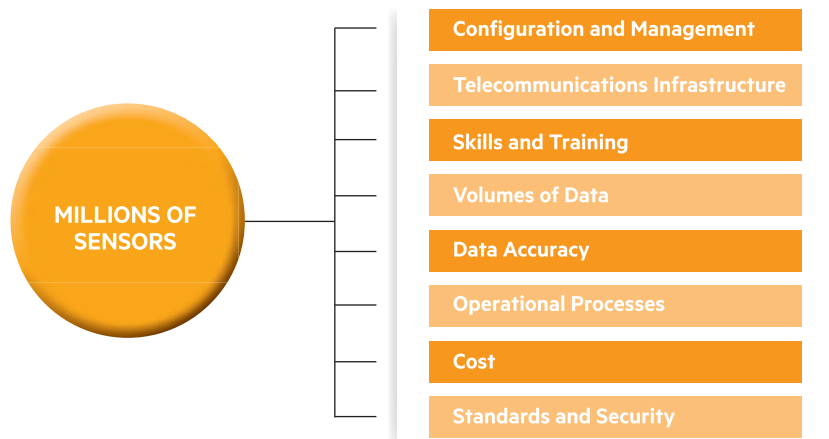 MILLIONS OF
SENSORS
Configuration and Management
Telecommunications Infrastructure
Skills and Training
Volumes of Data
Data Accuracy
Operational Processes
Cost
Standards and Security